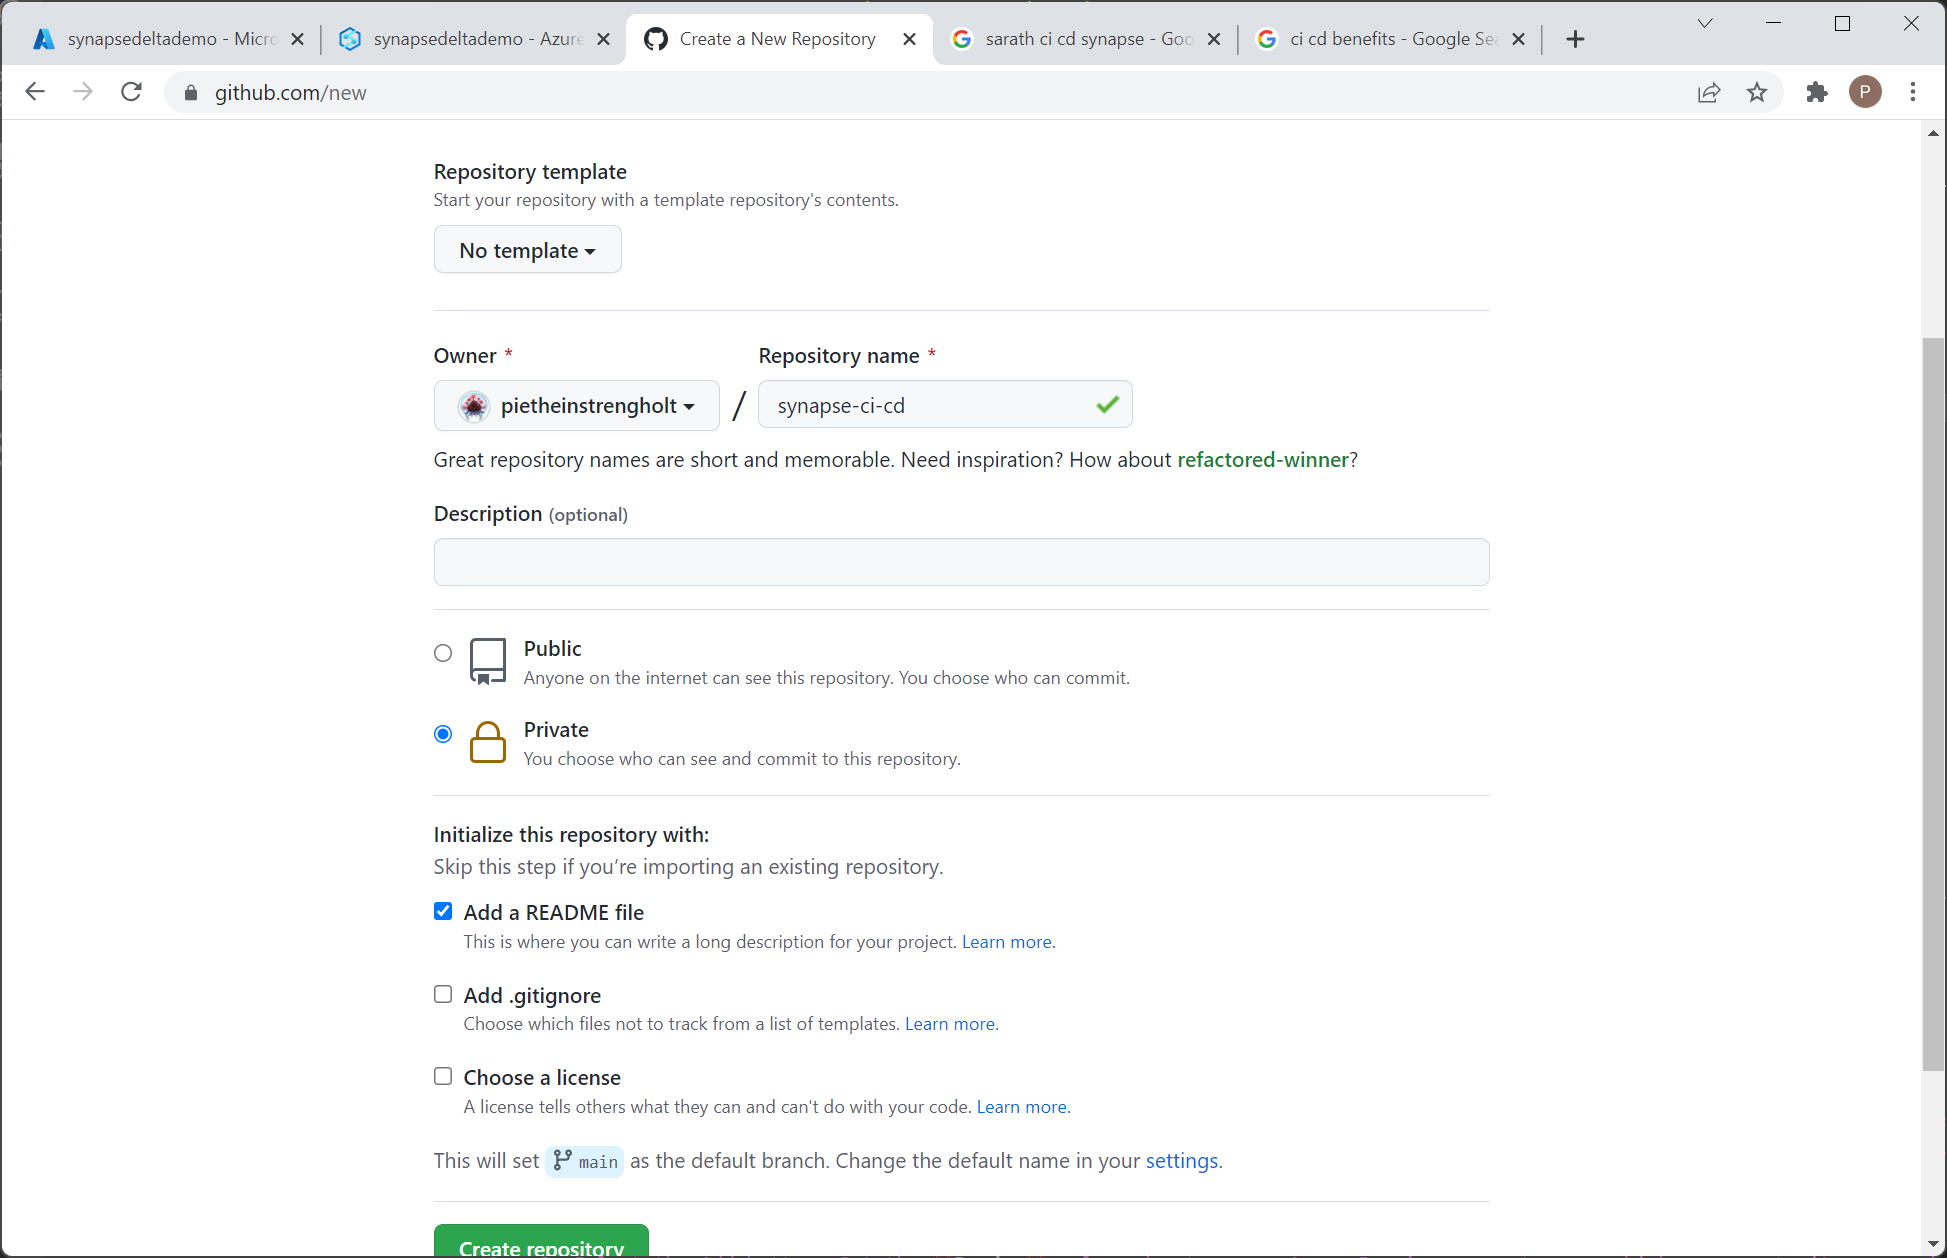 synapsedeltademo - Micro
synapsedeltademo - Azure
Create a New Repository
sarath ci cd synapse - Goo
ci cd benefits - Google Sea
github.com/new
P
Repository template
Start your repository with a template repository's contents.
No template
Owner *
Repository name *
pietheinstrengholt
/
synapse-ci-cd
Great repository names are short and memorable. Need inspiration? How about refactored-winner?
Description (optional)
Public
Anyone on the internet can see this repository. You choose who can commit.
Private
You choose who can see and commit to this repository.
Initialize this repository with:
Skip this step if you’re importing an existing repository.
Add a README file
This is where you can write a long description for your project. Learn more.
Add .gitignore
Choose which files not to track from a list of templates. Learn more.
Choose a license
A license tells others what they can and can't do with your code. Learn more.
This will set main as the default branch. Change the default name in your settings.
Create repository